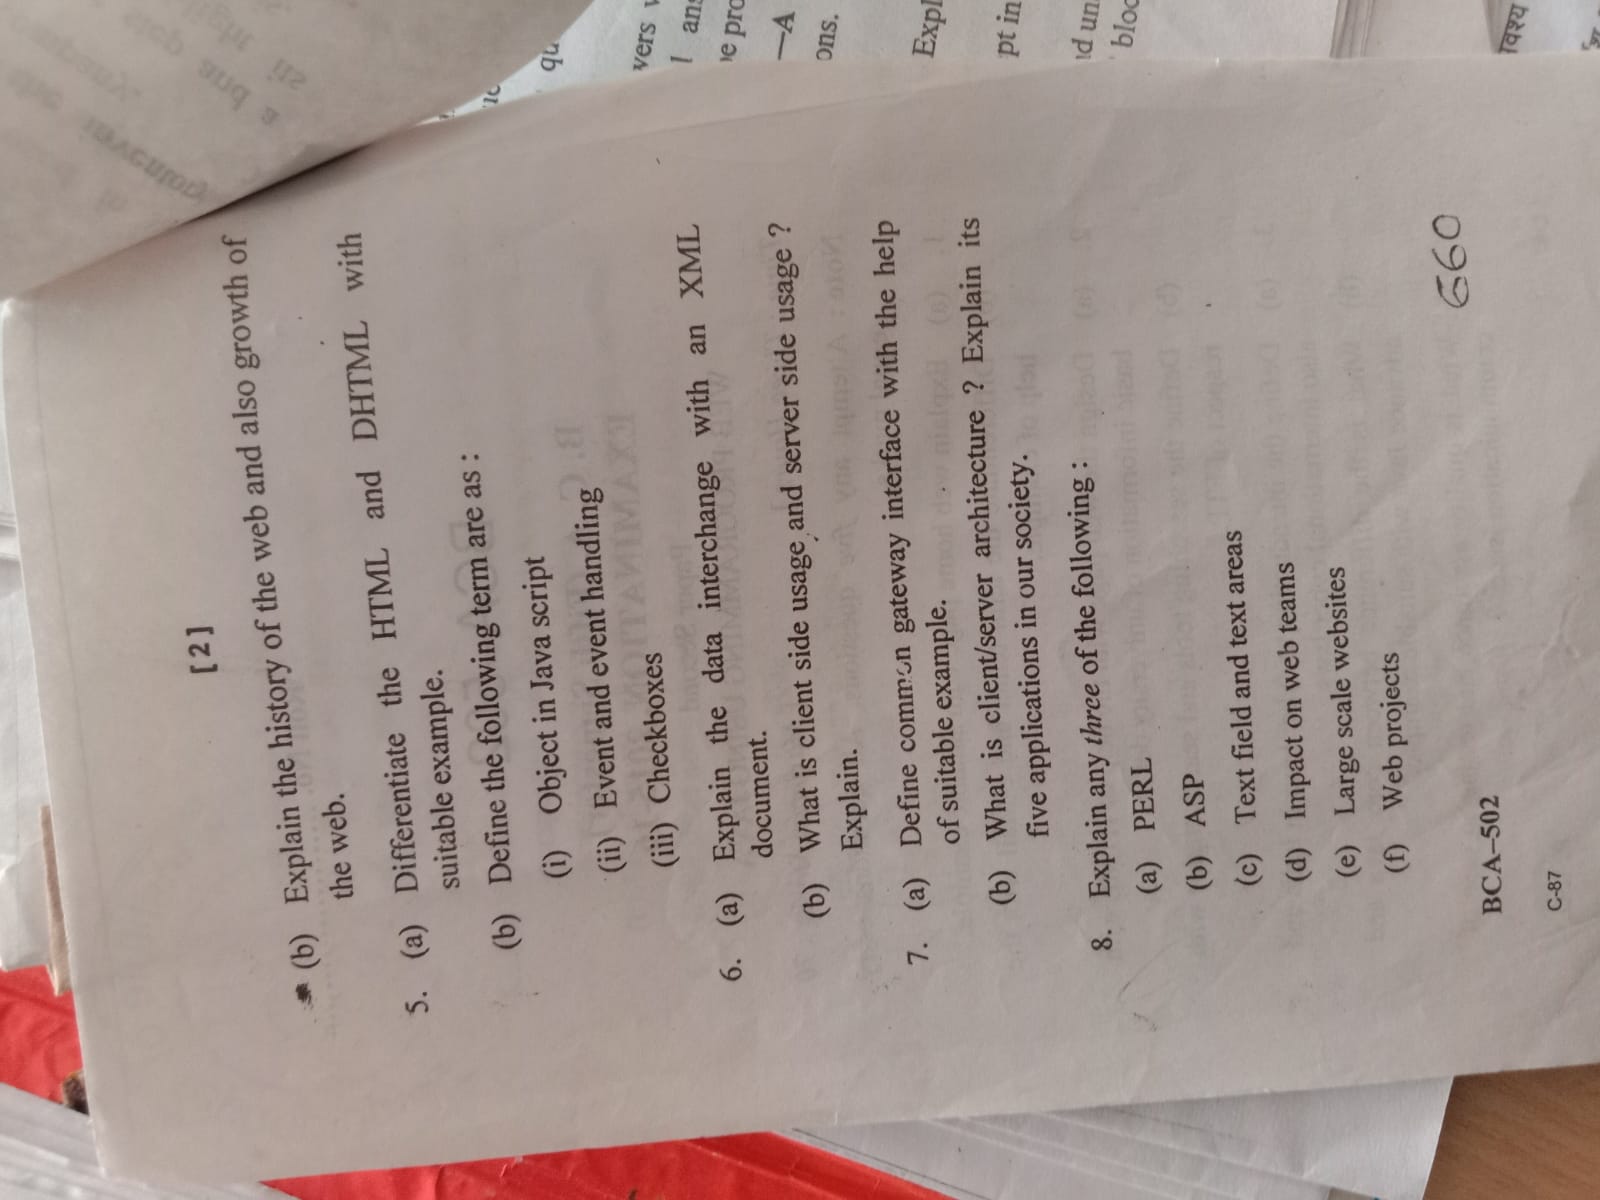 [ 2 ]
(b) Explain the history of the web and also growth of
the web.
5. (a) Differentiate the HTML and DHTML with
suitable example.
(b) Define the following term are as :
(i) Object in Java script
(ii) Event and event handling
(iii) Checkboxes
6. (a) Explain the data interchange with an XML
document.
(b) What is client side usage and server side usage ?
Explain.
7. (a) Define common gateway interface with the help
of suitable example.
(b) What is client/server architecture ? Explain its
five applications in our society.
8. Explain any three of the following :
(a) PERL
(b) ASP
(c) Text field and text areas
(d) Impact on web teams
(e) Large scale websites
(f) Web projects
660
BCA–502
C-87
qu
vers
l ans
pro
—A
ons.
Expl
pt in
un
bloc